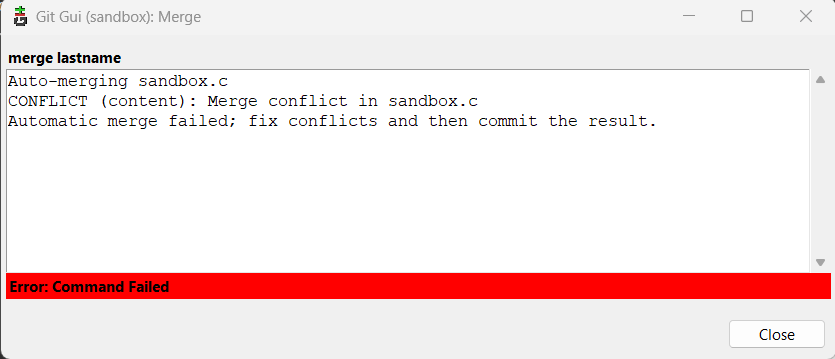 Git Gui (sandbox): Merge
merge lastname
Auto-merging sandbox.c
CONFLICT (content): Merge conflict in sandbox.c
Automatic merge failed; fix conflicts and then commit the result.
Error: Command Failed
Close